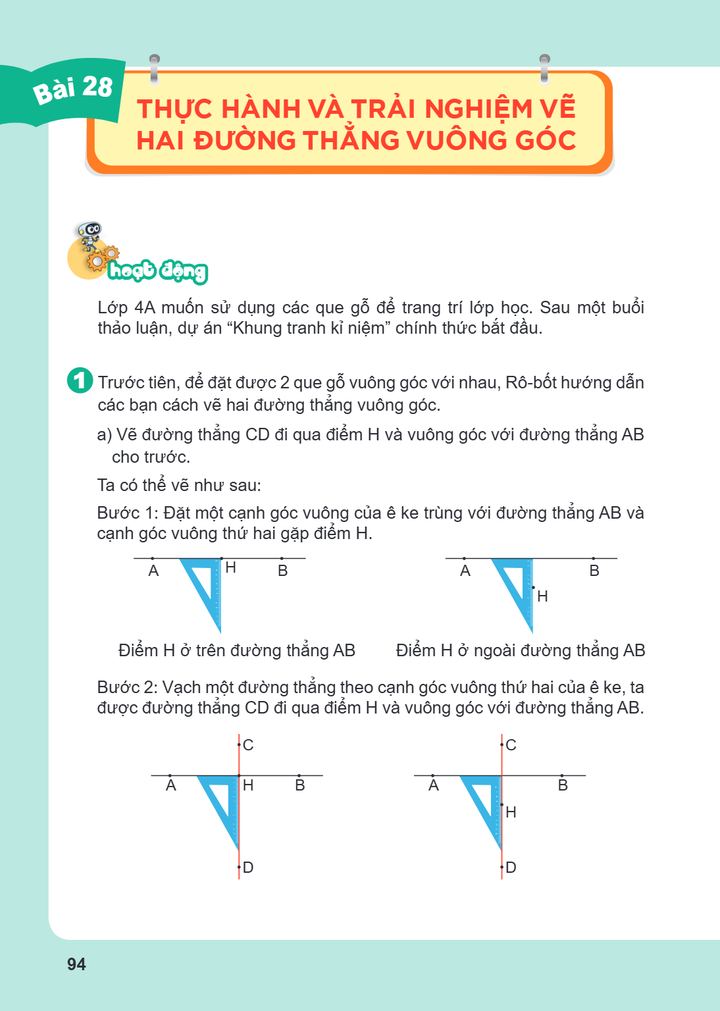 Bài 28
THỰC HÀNH VÀ TRẢI NGHIỆM VẼ
HAI ĐƯỜNG THẲNG VUÔNG GÓC
hoạt động
Lớp 4A muốn sử dụng các que gỗ để trang trí lớp học. Sau một buổi
thảo luận, dự án “Khung tranh kỉ niệm” chính thức bắt đầu.
1 Trước tiên, để đặt được 2 que gỗ vuông góc với nhau, Rô-bốt hướng dẫn
các bạn cách vẽ hai đường thẳng vuông góc.
a) Vẽ đường thẳng CD đi qua điểm H và vuông góc với đường thẳng AB
cho trước.
Ta có thể vẽ như sau:
Bước 1: Đặt một cạnh góc vuông của ê ke trùng với đường thẳng AB và
cạnh góc vuông thứ hai gặp điểm H.
A H B
A B
H
Điểm H ở trên đường thẳng AB
Điểm H ở ngoài đường thẳng AB
Bước 2: Vạch một đường thẳng theo cạnh góc vuông thứ hai của ê ke, ta
được đường thẳng CD đi qua điểm H và vuông góc với đường thẳng AB.
C
A H B
D
C
A B
H
D
94